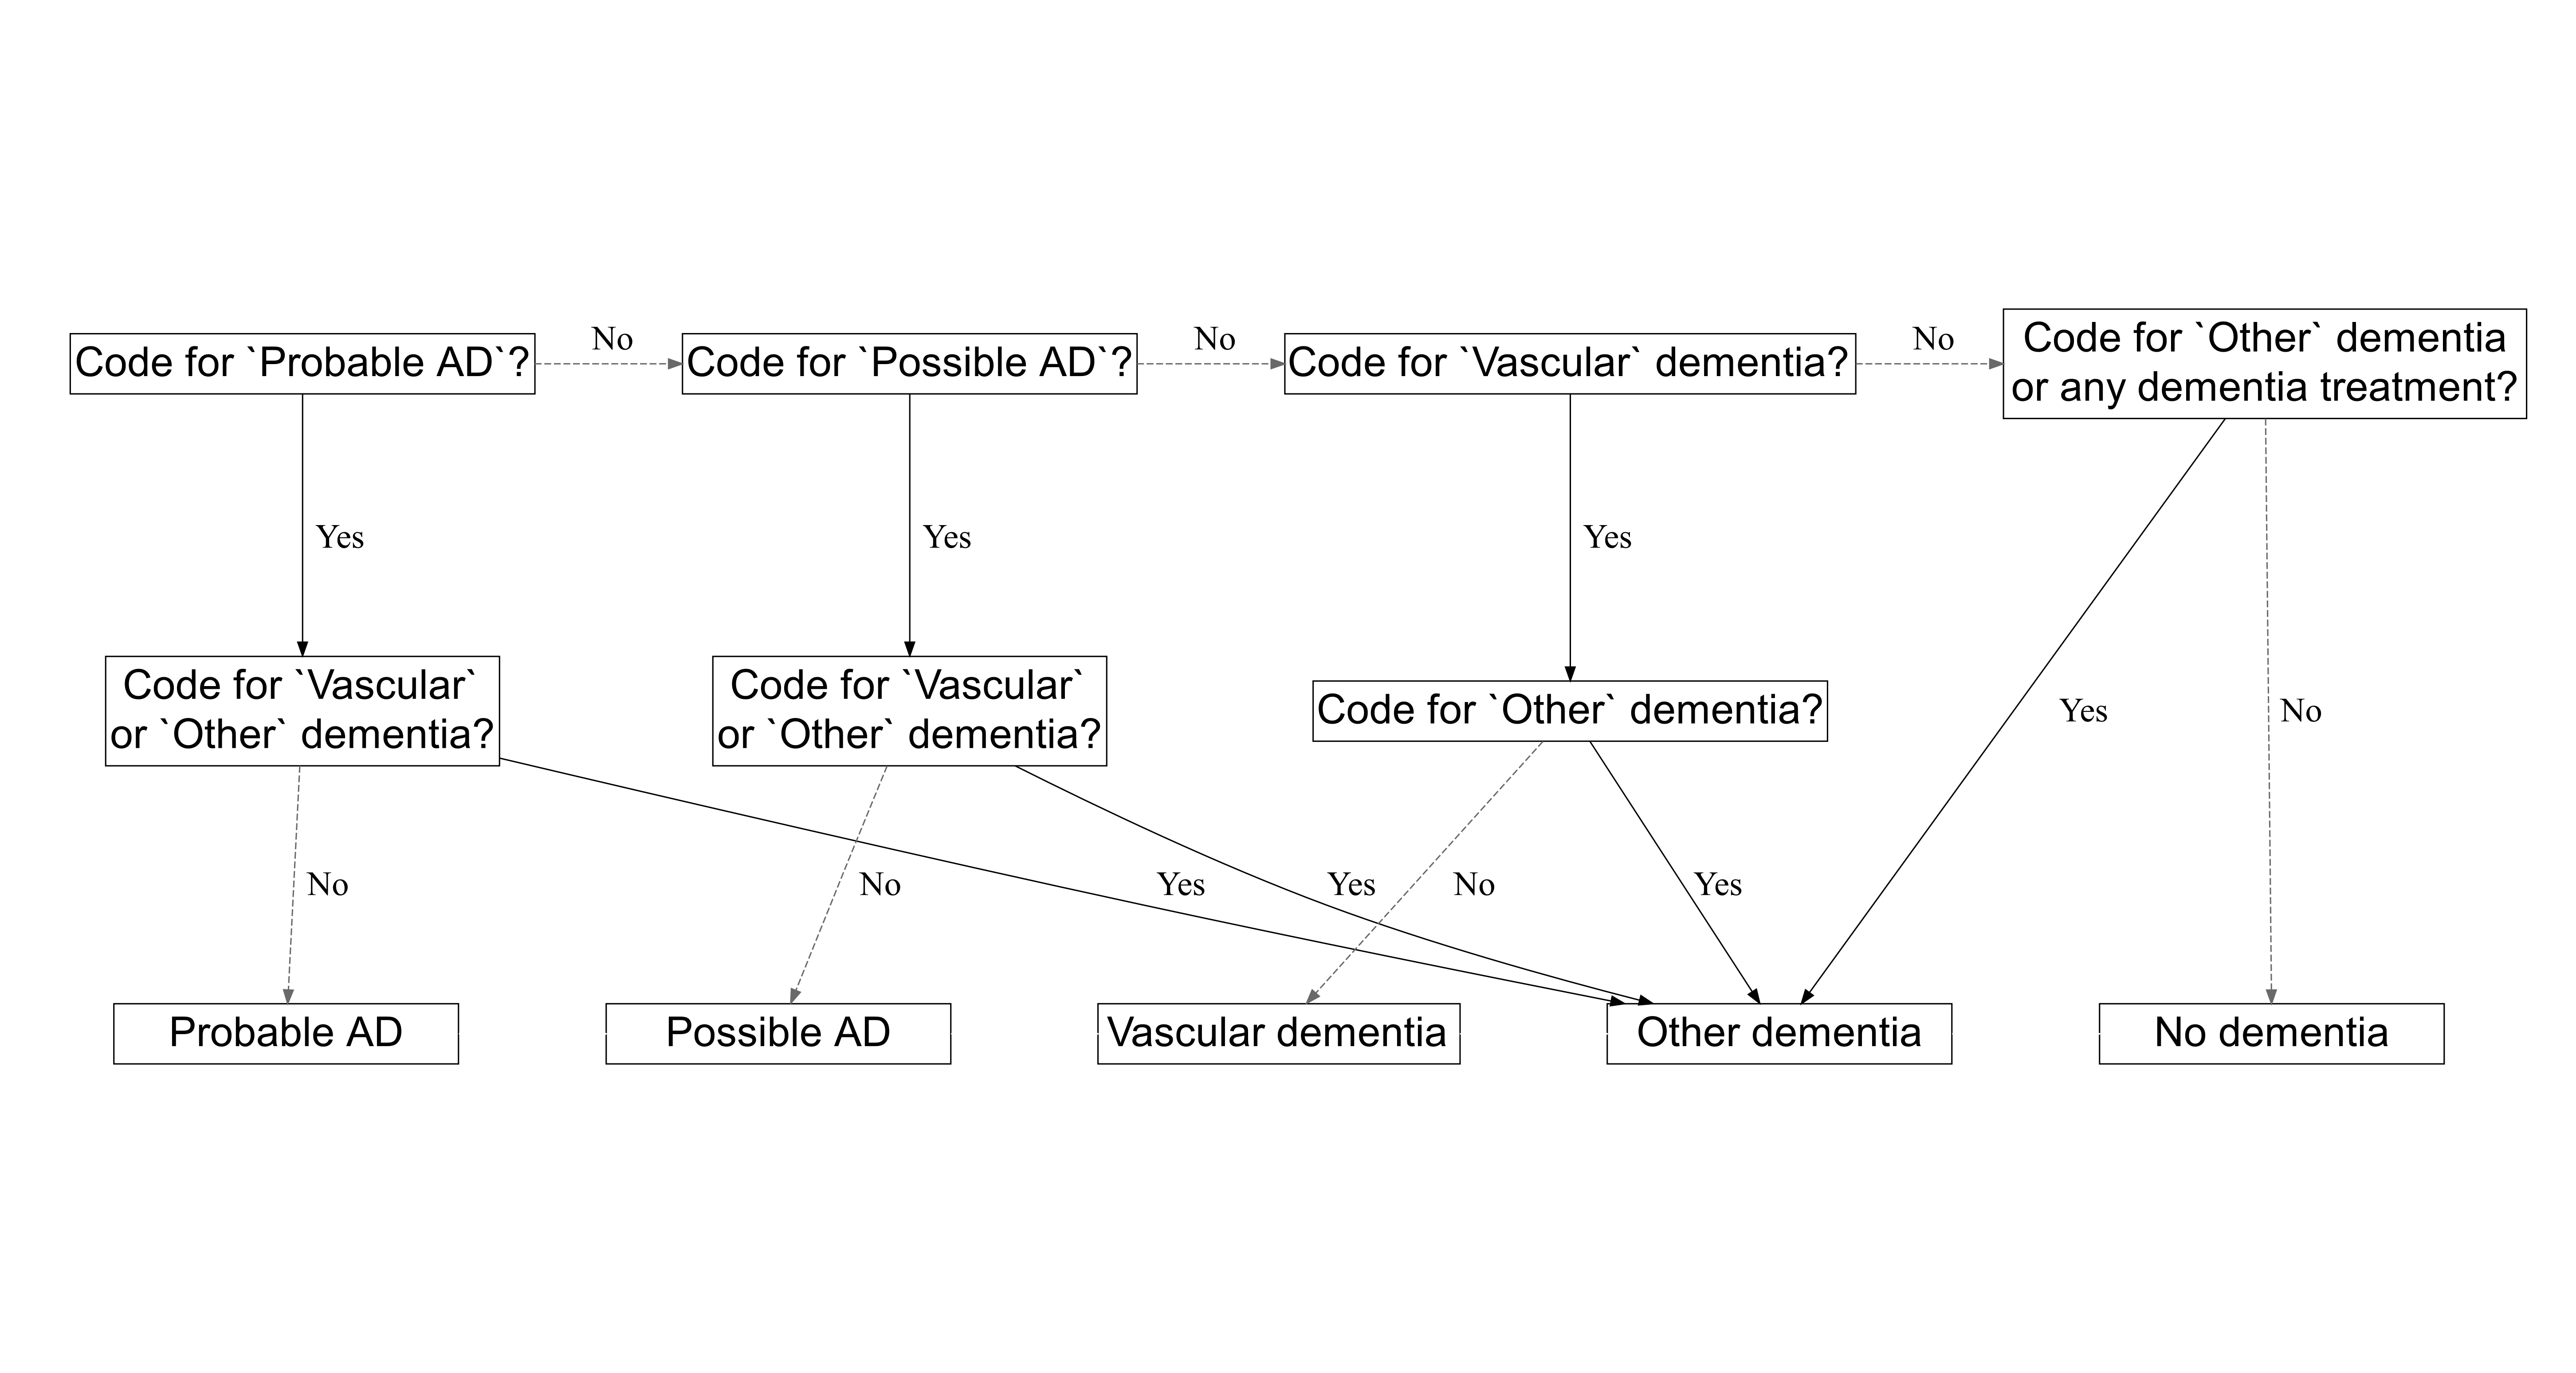 Code for `Probable AD`?
No
Code for `Possible AD`?
No
Code for `Vascular` dementia?
No
Code for `Other` dementia
or any dementia treatment?
Yes
Yes
Yes
Code for `Vascular`
or `Other` dementia?
Code for `Vascular`
or `Other` dementia?
Code for `Other` dementia?
Yes
No
No
No
Yes
Yes
No
Yes
Probable AD
Possible AD
Vascular dementia
Other dementia
No dementia